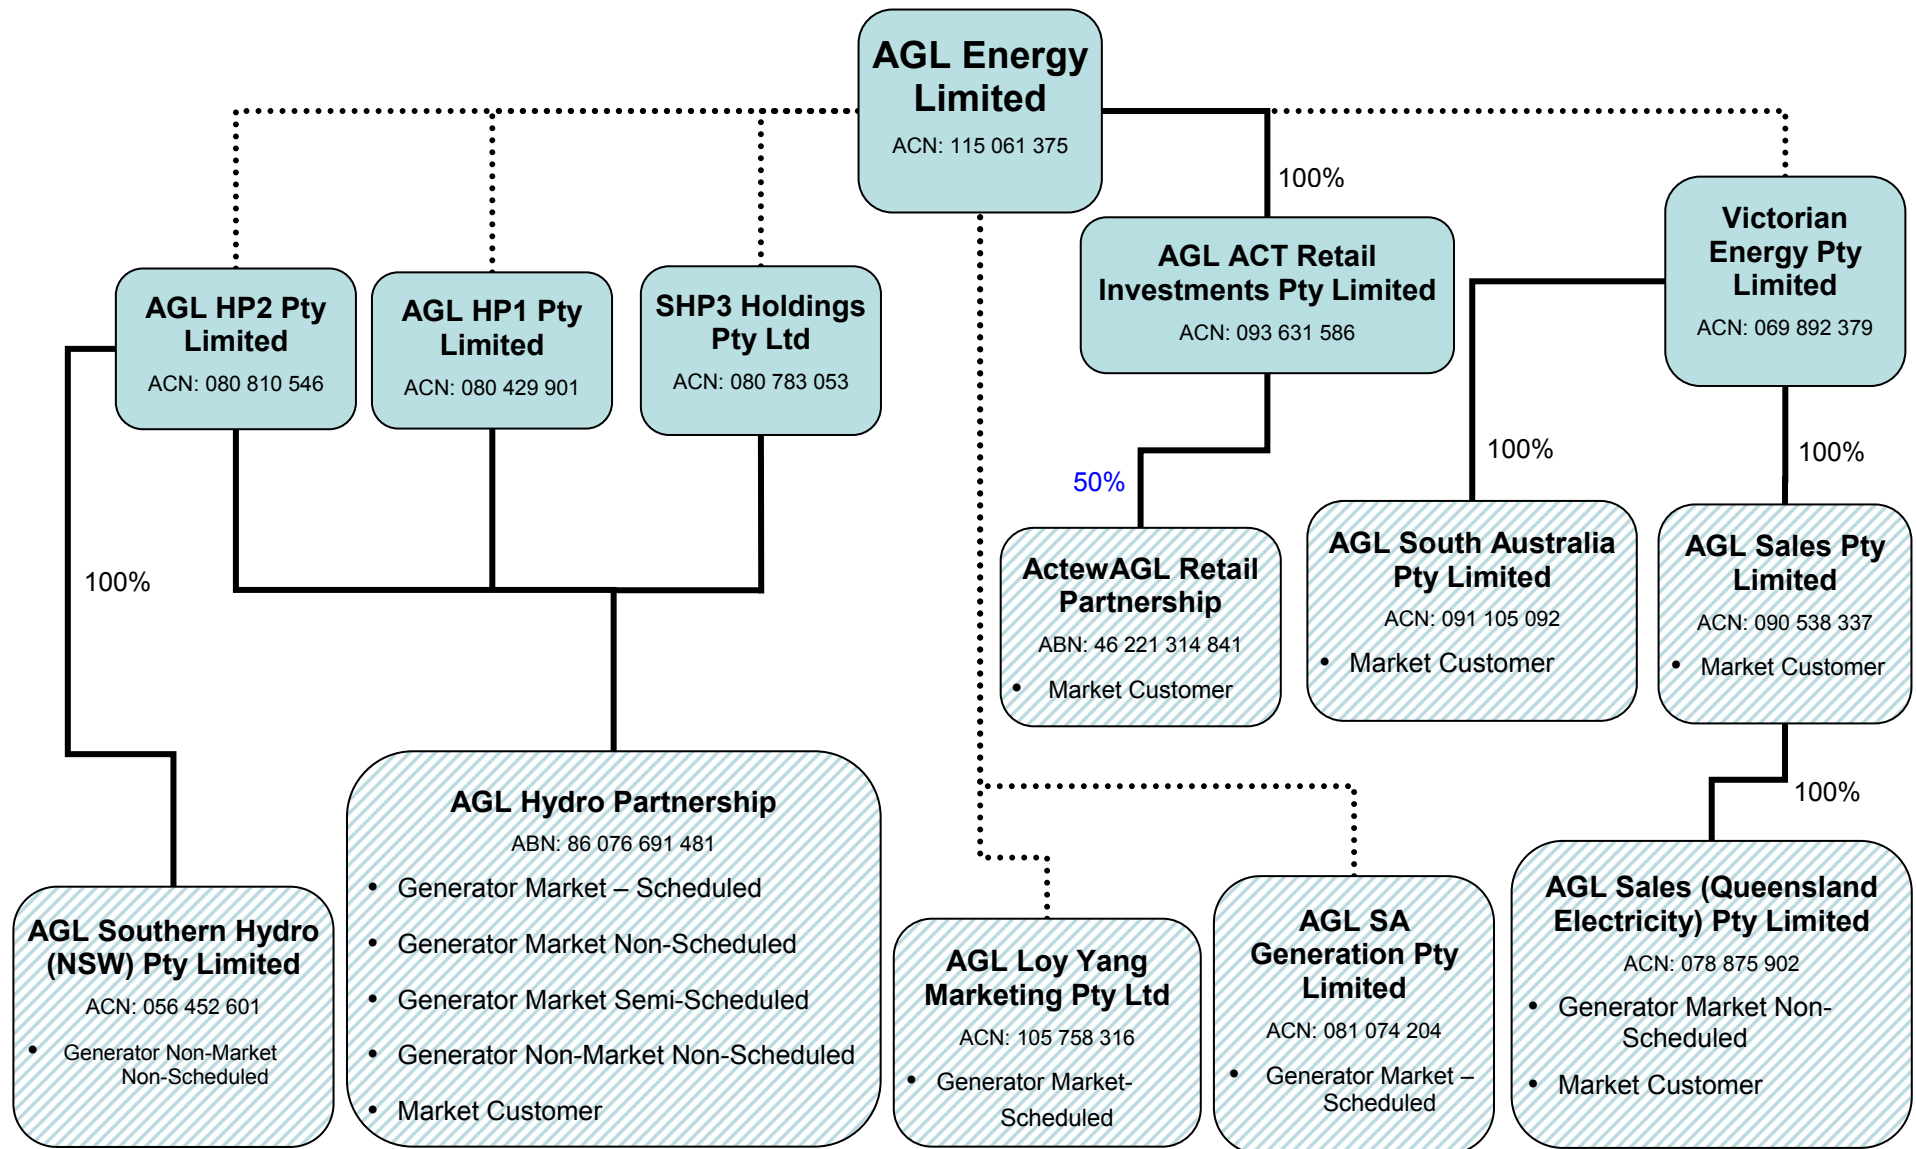 AGL Energy
Limited
ACN: 115 061 375
100%
AGL HP2 Pty
Limited
ACN: 080 810 546
AGL HP1 Pty
Limited
ACN: 080 429 901
SHP3 Holdings
Pty Ltd
ACN: 080 783 053
AGL ACT Retail
Investments Pty Limited
ACN: 093 631 586
Victorian
Energy Pty
Limited
ACN: 069 892 379
100%
50%
100%
100%
ActewAGL Retail
Partnership
ABN: 46 221 314 841
• Market Customer
AGL South Australia
Pty Limited
ACN: 091 105 092
• Market Customer
AGL Sales Pty
Limited
ACN: 090 538 337
• Market Customer
100%
AGL Southern Hydro
(NSW) Pty Limited
ACN: 056 452 601
• Generator Non-Market
Non-Scheduled
AGL Hydro Partnership
ABN: 86 076 691 481
• Generator Market – Scheduled
• Generator Market Non-Scheduled
• Generator Market Semi-Scheduled
• Generator Non-Market Non-Scheduled
• Market Customer
AGL Loy Yang
Marketing Pty Ltd
ACN: 105 758 316
• Generator Market-
Scheduled
AGL SA
Generation Pty
Limited
ACN: 081 074 204
• Generator Market –
Scheduled
AGL Sales (Queensland
Electricity) Pty Limited
ACN: 078 875 902
• Generator Market Non-
Scheduled
• Market Customer